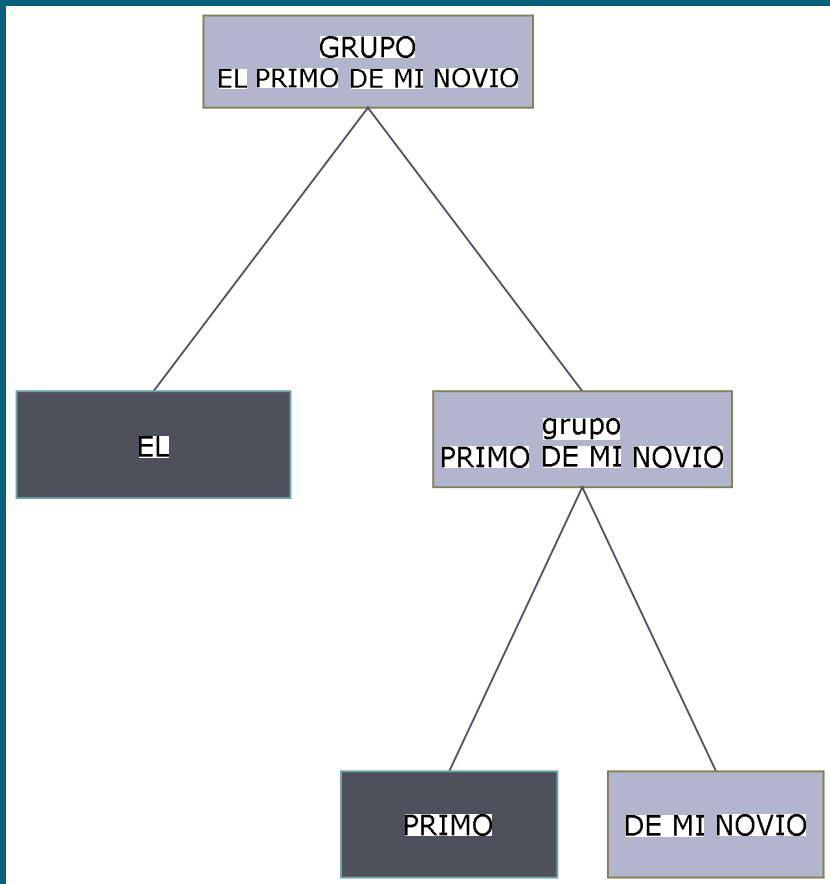 GRUPO
EL PRIMO DE MI NOVIO
EL
grupo
PRIMO DE MI NOVIO
PRIMO
DE MI NOVIO